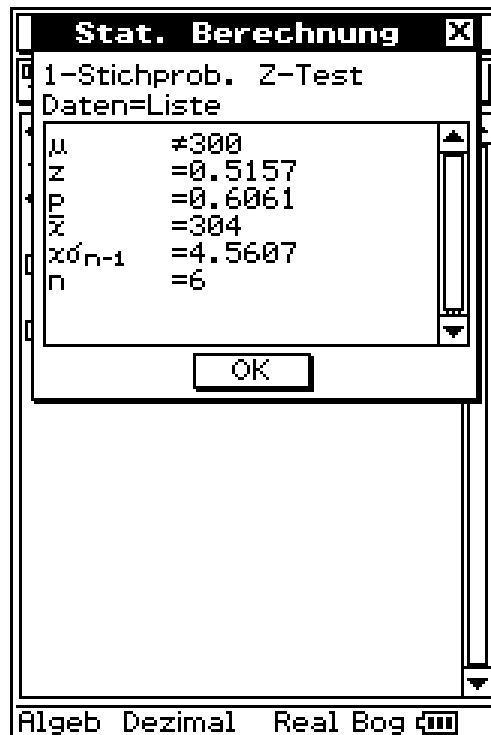 Stat. Berechnung
1-Stichprob. Z-Test
Daten=Liste
μ ≠300
z =0.5157
p =0.6061
x̄ =304
xσn-1 =4.5607
n =6
OK
Algeb Dezimal Real Bog